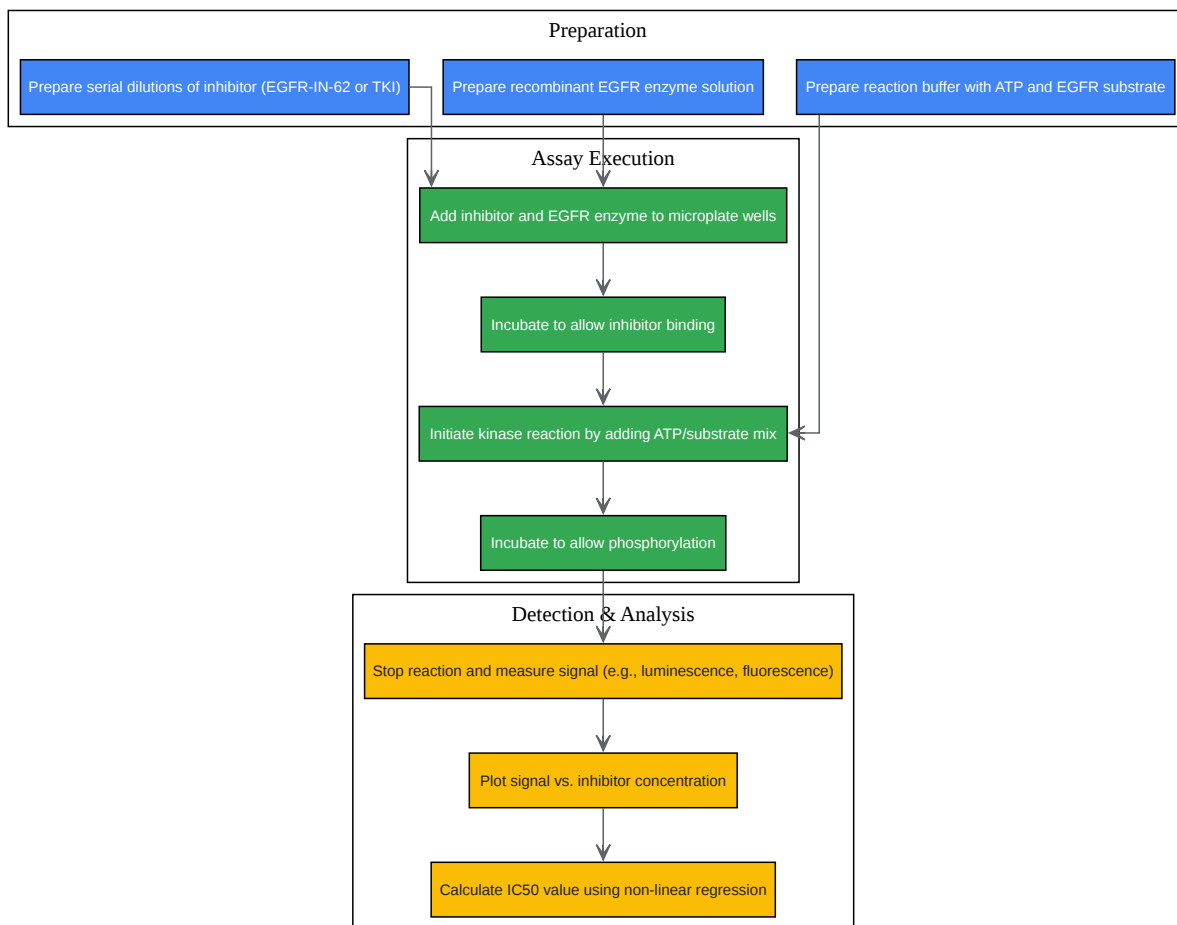 Preparation
Prepare serial dilutions of inhibitor (EGFR-IN-62 or TKI)
Prepare recombinant EGFR enzyme solution
Prepare reaction buffer with ATP and EGFR substrate
Assay Execution
Add inhibitor and EGFR enzyme to microplate wells
Incubate to allow inhibitor binding
Initiate kinase reaction by adding ATP/substrate mix
Incubate to allow phosphorylation
Detection & Analysis
Stop reaction and measure signal (e.g., luminescence, fluorescence)
Plot signal vs. inhibitor concentration
Calculate IC50 value using non-linear regression